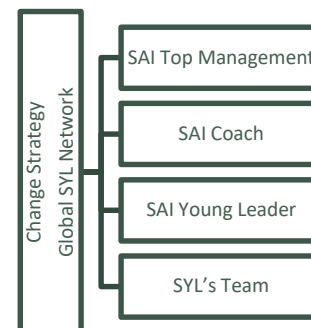 Change Strategy
Global SYL Network
SAI Top Management
SAI Coach
SAI Young Leader
SYL's Team